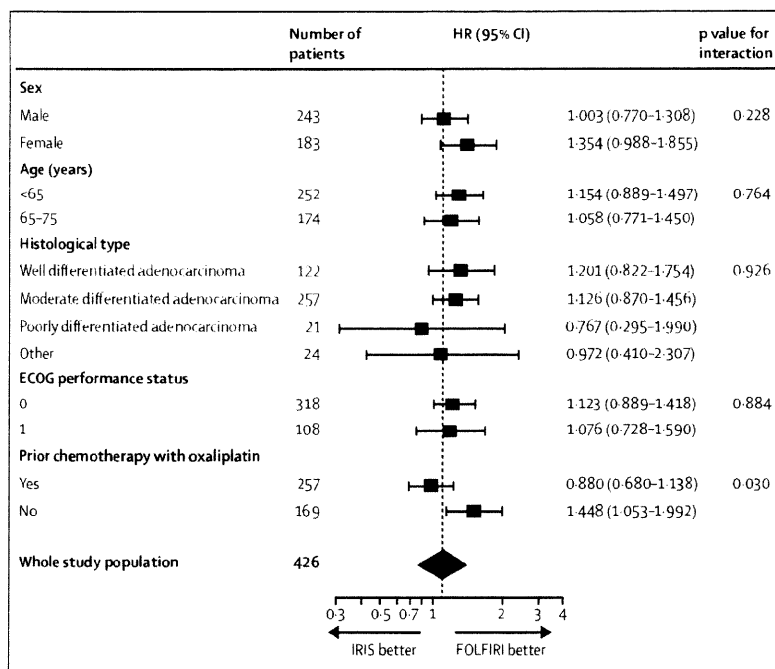 Number of patients HR (95% CI) p value for interaction
Sex
Male 243 1·003 (0·770–1·308) 0·228
Female 183 1·354 (0·988–1·855)
Age (years)
<65 252 1·154 (0·889–1·497) 0·764
65–75 174 1·058 (0·771–1·450)
Histological type
Well differentiated adenocarcinoma 122 1·201 (0·822–1·754) 0·926
Moderate differentiated adenocarcinoma 257 1·126 (0·870–1·456)
Poorly differentiated adenocarcinoma 21 0·767 (0·295–1·990)
Other 24 0·972 (0·410–2·307)
ECOG performance status
0 318 1·123 (0·889–1·418) 0·884
1 108 1·076 (0·728–1·590)
Prior chemotherapy with oxaliplatin
Yes 257 0·880 (0·680–1·138) 0·030
No 169 1·448 (1·053–1·992)
Whole study population 426
0·3 0·5 0·7 1 2 3 4
IRIS better FOLFIRI better